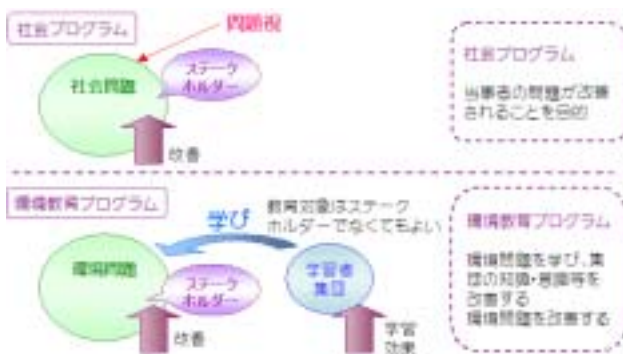 社会プログラム
問題視
ステーク
ホルダー
社会問題
改善
社会プログラム
当事者の問題が改善
されることを目的
環境教育プログラム
学び
教育対象はステーク
ホルダーでなくてもよい
環境問題
ステーク
ホルダー
改善
学習者
集団
学習
効果
環境教育プログラム
環境問題を学び、集
団の知識・意識等を
改善する
環境問題を改善する